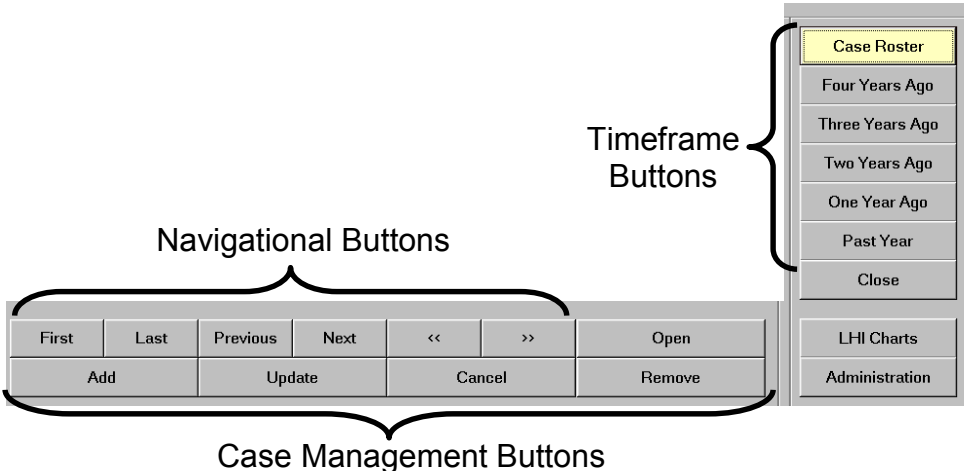 Case Roster
Four Years Ago
Three Years Ago
Timeframe
Buttons
Two Years Ago
One Year Ago
Past Year
Close
Navigational Buttons
First Last Previous Next << >> Open
LHI Charts
Add Update Cancel Remove
Administration
Case Management Buttons